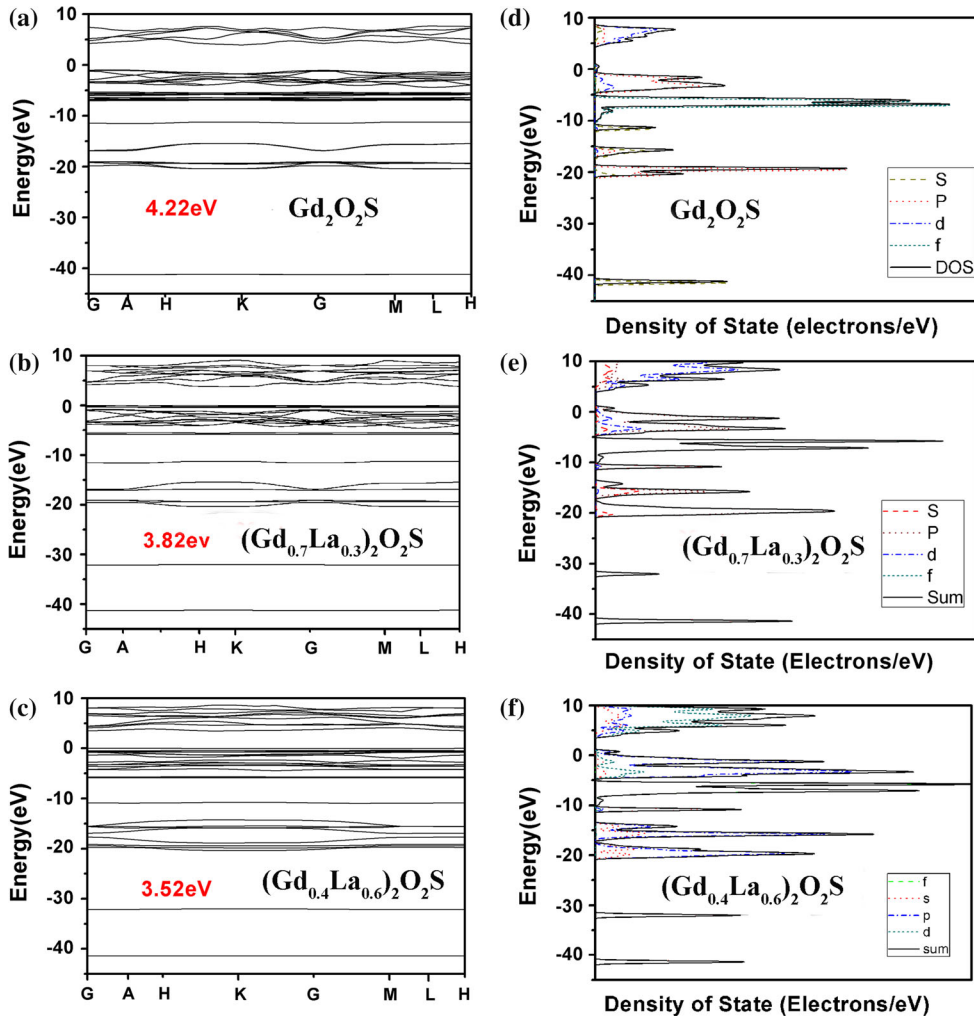 (a)
10
0
-10
-20
-30
-40
Energy(eV)
4.22eV
Gd₂O₂S
G A H K G M L H
(d)
10
0
-10
-20
-30
-40
Energy(eV)
Gd₂O₂S
S
P
d
f
DOS
Density of State (electrons/eV)
(b)
10
0
-10
-20
-30
-40
Energy(eV)
3.82ev
(Gd₀.₇La₀.₃)₂O₂S
G A H K G M L H
(e)
10
0
-10
-20
-30
-40
Energy(eV)
(Gd₀.₇La₀.₃)₂O₂S
S
P
d
f
Sum
Density of State (Electrons/eV)
(c)
10
0
-10
-20
-30
-40
Energy(eV)
3.52eV
(Gd₀.₄La₀.₆)₂O₂S
G A H K G M L H
(f)
10
0
-10
-20
-30
-40
Energy(eV)
(Gd₀.₄La₀.₆)₂O₂S
f
s
p
d
sum
Density of State (Electrons/eV)